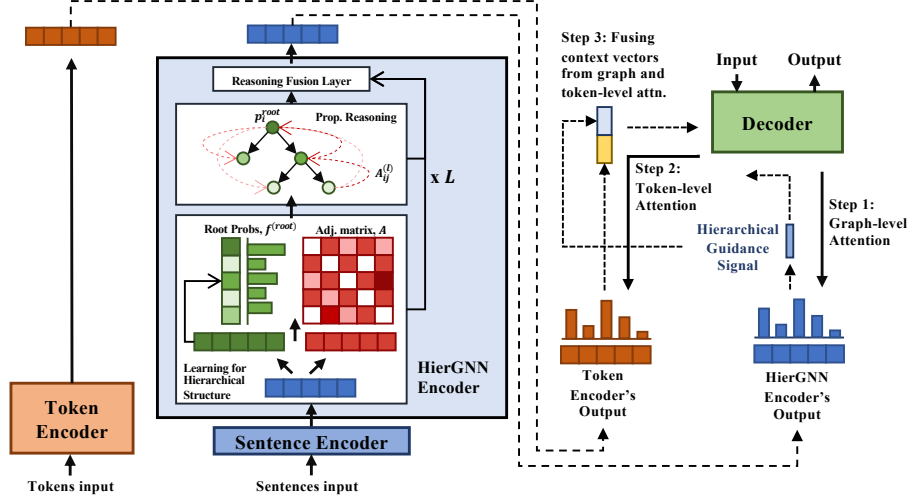 Token
Encoder
Tokens input
Reasoning Fusion Layer
p_i^{root}
Prop. Reasoning
A_{ij}^{(l)}
x L
Root Probs, f^{(root)}
Adj. matrix, A
Learning for
Hierarchical
Structure
HierGNN
Encoder
Sentence Encoder
Sentences input
Step 3: Fusing
context vectors
from graph and
token-level attn.
Input
Output
Decoder
Step 2:
Token-level
Attention
Step 1:
Graph-level
Attention
Hierarchical
Guidance
Signal
Token
Encoder's
Output
HierGNN
Encoder's
Output